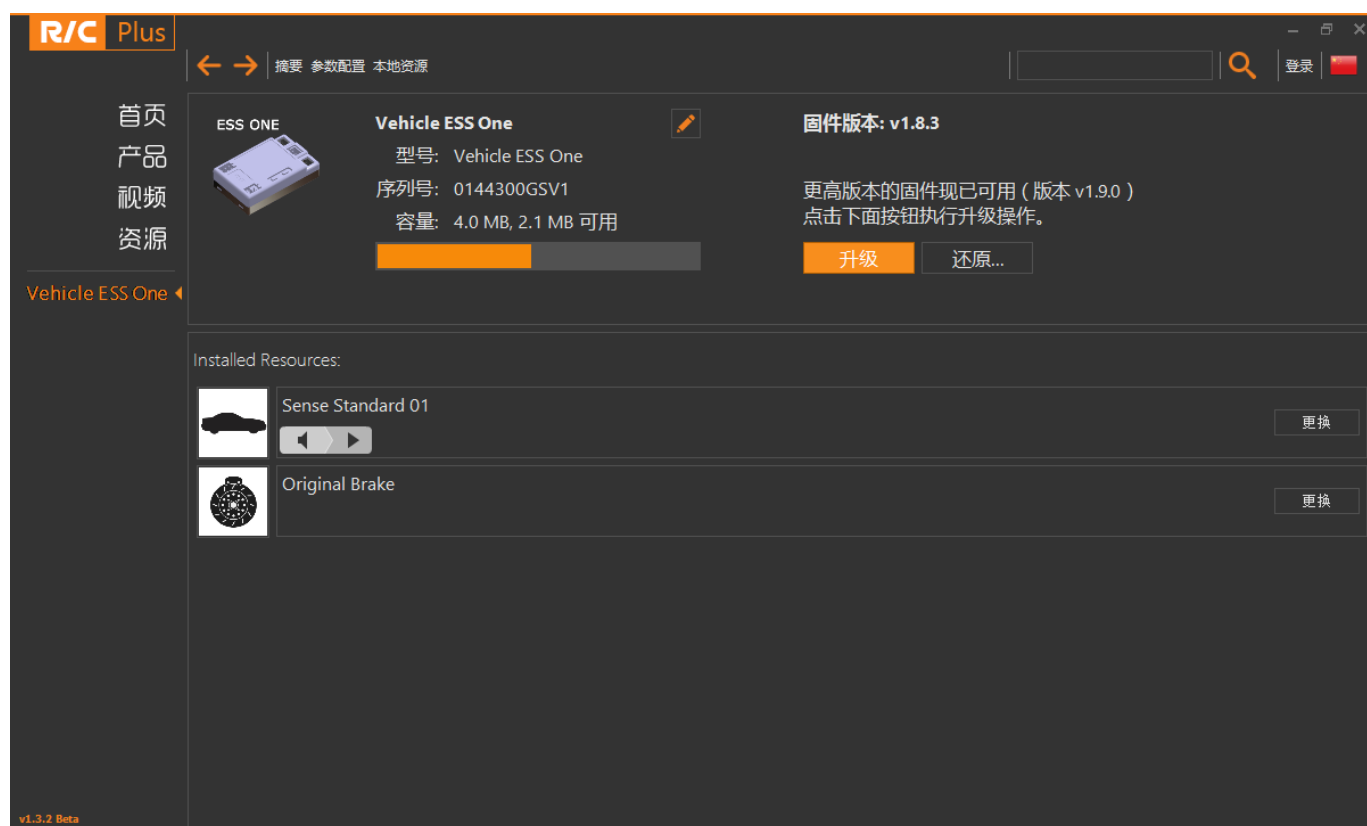 R/C Plus
摘要 参数配置 本地资源
登录
首页
产品
视频
资源
Vehicle ESS One
ESS ONE
Vehicle ESS One
型号: Vehicle ESS One
序列号: 0144300GSV1
容量: 4.0 MB, 2.1 MB 可用
固件版本: v1.8.3
更高版本的固件现已可用 ( 版本 v1.9.0 )
点击下面按钮执行升级操作。
升级 还原...
Installed Resources:
Sense Standard 01
更换
Original Brake
更换
v1.3.2 Beta